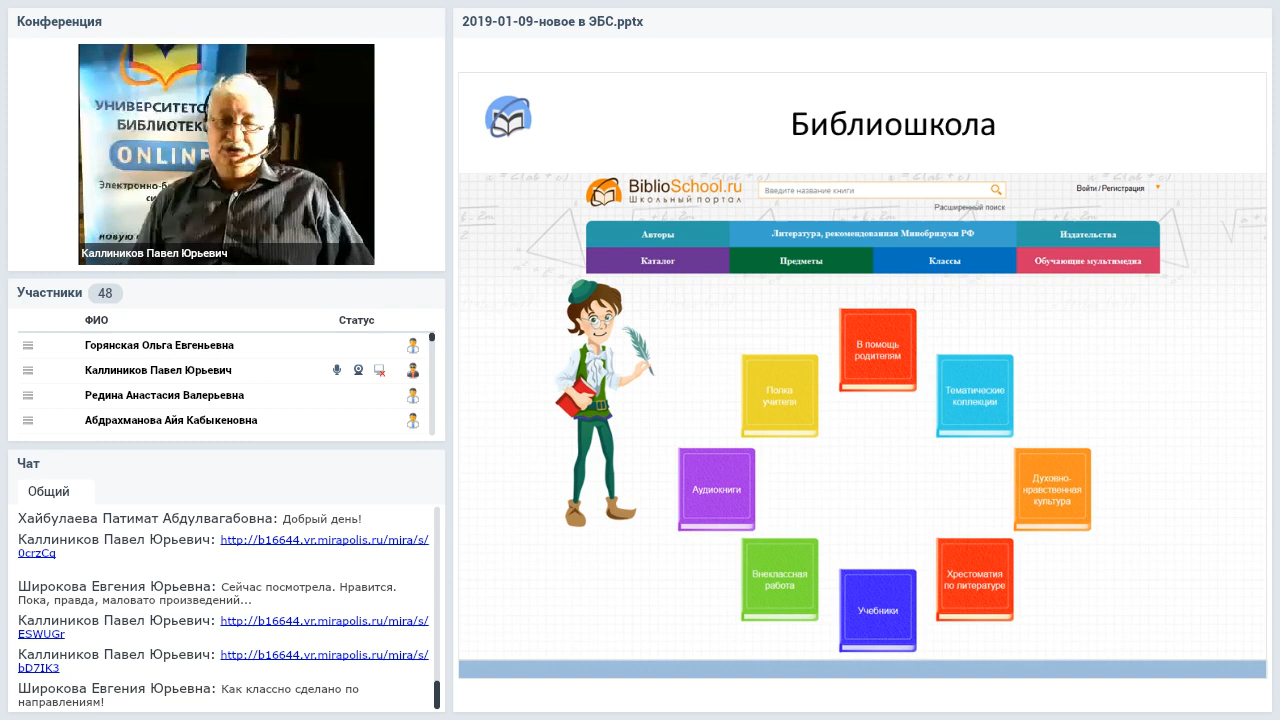 Конференция
УНИВЕРСИТЕТС
БИБЛИОТЕК
ONLINE
Электронно-б
си
новую
Каллиников Павел Юрьевич
Участники 48
ФИО Статус
Горянская Ольга Евгеньевна
Каллиников Павел Юрьевич
Редина Анастасия Валерьевна
Абдрахманова Айя Кабыкеновна
Чат
Общий
Хайбулаева Патимат Абдулвагабовна: Добрый день!
Каллиников Павел Юрьевич: http://b16644.vr.mirapolis.ru/mira/s/
0crzCq
Широкова Евгения Юрьевна: Сейчас посмотрела. Нравится.
Пока, правда, маловато произведений...
Каллиников Павел Юрьевич: http://b16644.vr.mirapolis.ru/mira/s/
ESWUGr
Каллиников Павел Юрьевич: http://b16644.vr.mirapolis.ru/mira/s/
bD7IK3
Широкова Евгения Юрьевна: Как классно сделано по
направлениям!
2019-01-09-новое в ЭБС.pptx
Библиошкола
BiblioSchool.ru
Школьный портал
Введите название книги
Войти / Регистрация
Расширенный поиск
Авторы Литература, рекомендованная Минобрнауки РФ Издательства
Каталог Предметы Классы Обучающие мультимедиа
В помощь
родителям
Полка
учителя
Тематические
коллекции
Аудиокниги
Духовно-
нравственная
культура
Внеклассная
работа
Хрестоматия
по литературе
Учебники